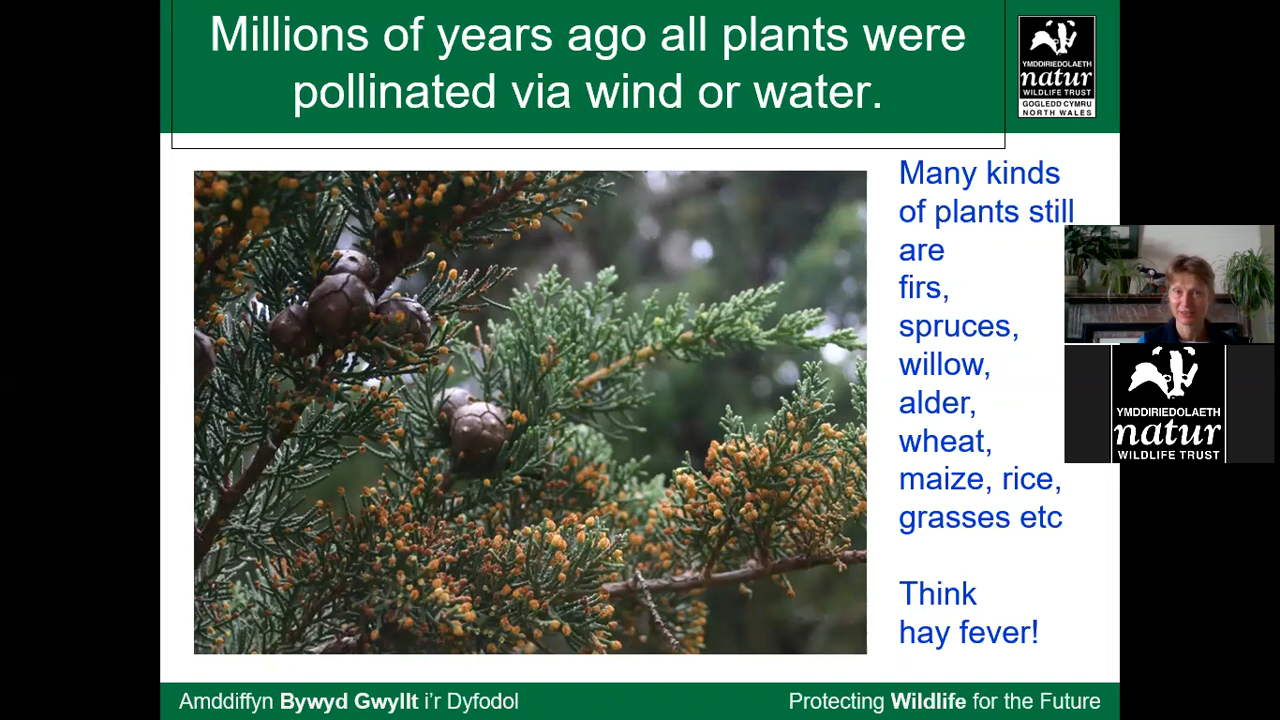 Millions of years ago all plants were
pollinated via wind or water.
YMDDIRIEDOLAETH
natur
WILDLIFE TRUST
GOGLEDD CYMRU
NORTH WALES
Many kinds
of plants still
are
firs,
spruces,
willow,
alder,
wheat,
maize, rice,
grasses etc
Think
hay fever!
YMDDIRIEDOLAETH
natur
WILDLIFE TRUST
Amddiffyn Bywyd Gwyllt i'r Dyfodol
Protecting Wildlife for the Future